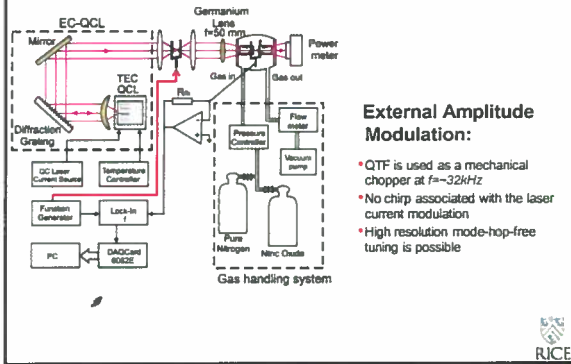 EC-QCL
Mirror
TEC
QCL
Diffraction
Grating
Germanium
Lens
f=50 mm
Power
meter
Gas in
Gas out
QC Laser
Current Source
Temperature
Controller
Function
Generator
Lock-In
f
PC
DAQCard
Pressure
Controller
Flow
meter
Vacuum
pump
Pure
Nitrogen
Nitric Oxide
Gas handling system
External Amplitude
Modulation:
•QTF is used as a mechanical
chopper at f=~32kHz
•No chirp associated with the laser
current modulation
•High resolution mode-hop-free
tuning is possible
RICE